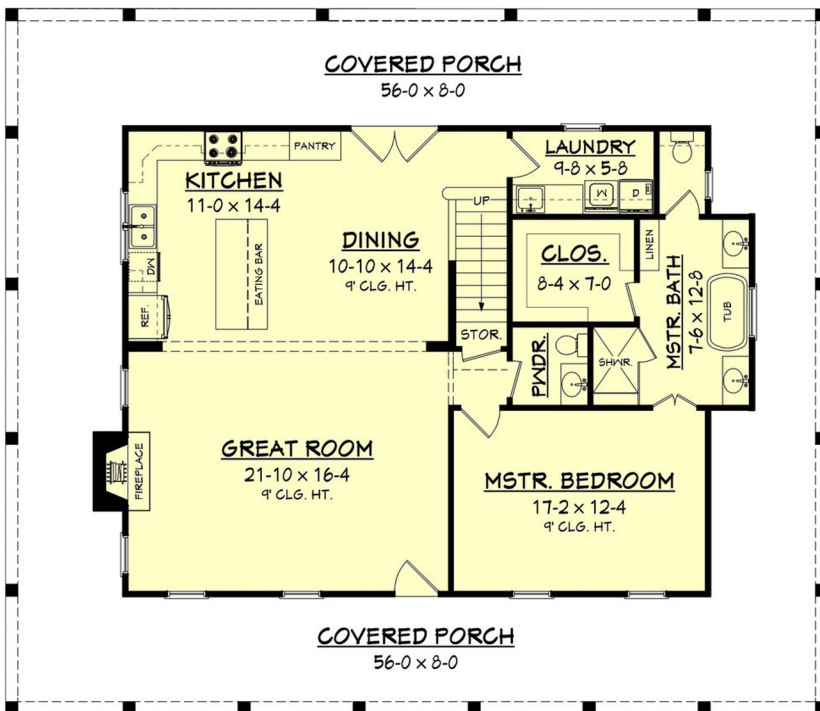 COVERED PORCH
56-0 x 8-0
PANTRY
LAUNDRY
9-8 x 5-8
W
D
KITCHEN
11-0 x 14-4
UP
EATING BAR
DINING
10-10 x 14-4
9' CLG. HT.
CLOS.
8-4 x 7-0
LINEN
MSTR. BATH
7-6 x 12-8
TUB
DW
REF.
STOR.
PWDR.
SHWR.
GREAT ROOM
21-10 x 16-4
9' CLG. HT.
FIREPLACE
MSTR. BEDROOM
17-2 x 12-4
9' CLG. HT.
COVERED PORCH
56-0 x 8-0